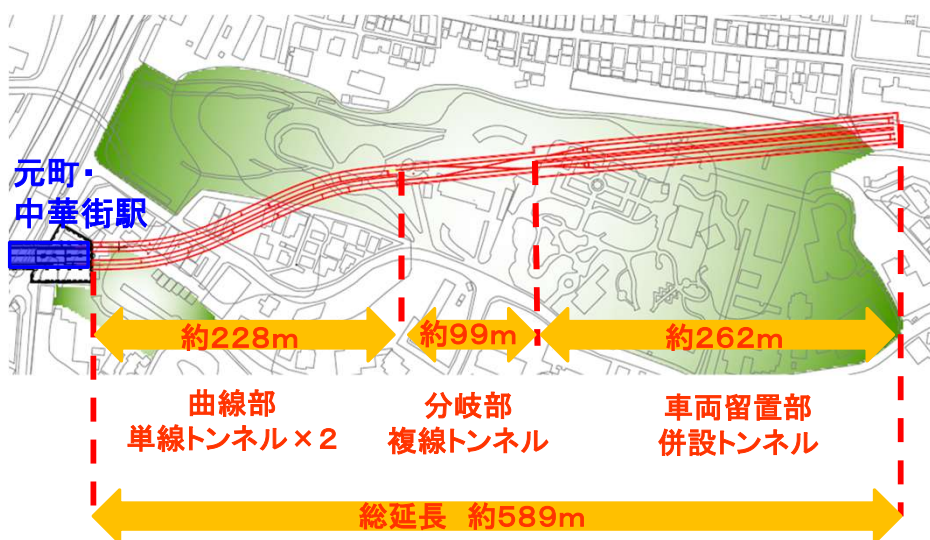 元町・
中華街駅
約228m
約99m
約262m
曲線部
単線トンネル×2
分岐部
複線トンネル
車両留置部
併設トンネル
総延長　約589m